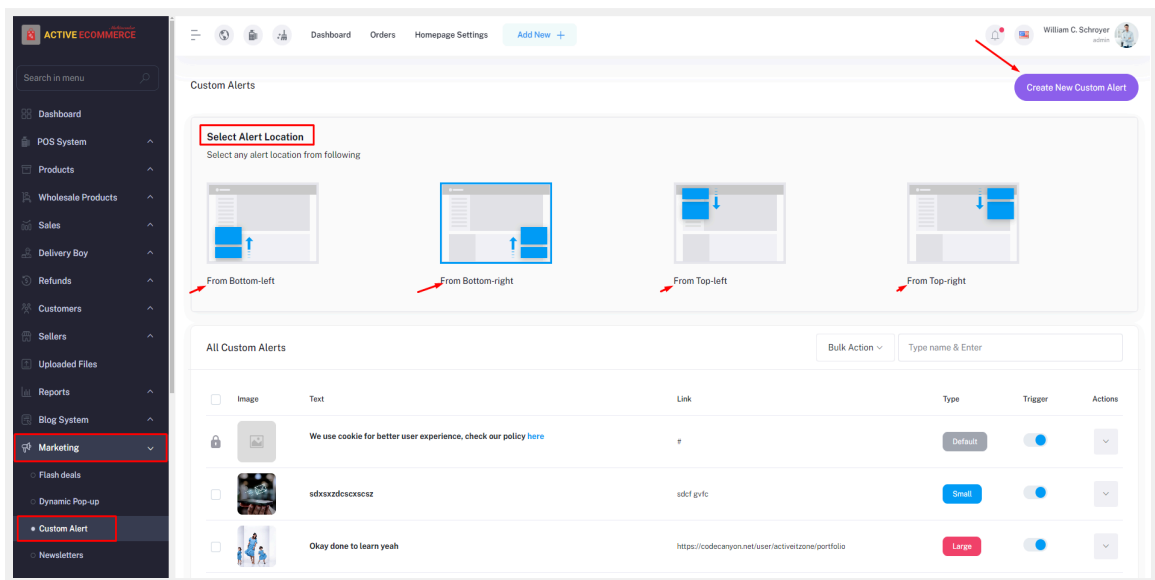 ACTIVE ECOMMERCE
Dashboard
Orders
Homepage Settings
Add New +
William C. Schroyer
admin
Search in menu
Dashboard
POS System
Products
Wholesale Products
Sales
Delivery Boy
Refunds
Customers
Sellers
Uploaded Files
Reports
Blog System
Marketing
Flash deals
Dynamic Pop-up
Custom Alert
Newsletters
Custom Alerts
Create New Custom Alert
Select Alert Location
Select any alert location from following
From Bottom-left
From Bottom-right
From Top-left
From Top-right
All Custom Alerts
Bulk Action
Type name & Enter
Image
Text
Link
Type
Trigger
Actions
We use cookie for better user experience, check our policy here
#
Default
sdxsxzdcscxscsz
sdcf gvfc
Small
Okay done to learn yeah
https://codecanyon.net/user/activeitzone/portfolio
Large